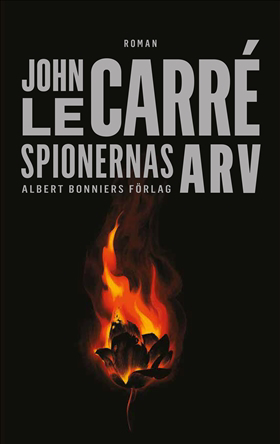 ROMAN
JOHN
LE CARRÉ
SPIONERNAS
ARV
ALBERT BONNIERS FÖRLAG